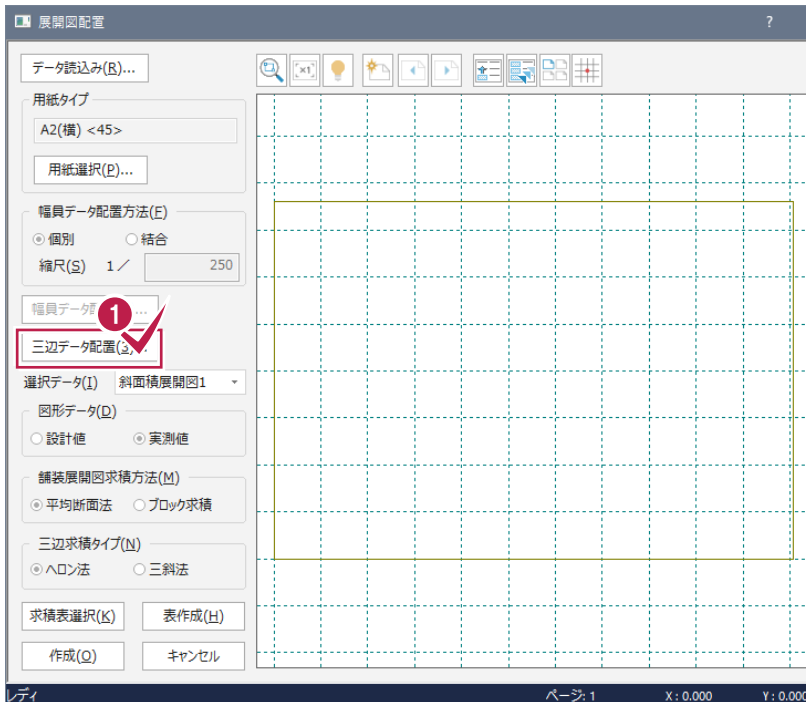 展開図配置
?
データ読込み(R)...
×1
用紙タイプ
A2(横) <45>
用紙選択(P)...
幅員データ配置方法(F)
個別 結合
縮尺(S) 1／ 250
幅員データ配 ...
1
三辺データ配置(3)...
選択データ(I) 斜面積展開図1
図形データ(D)
設計値 実測値
舗装展開図求積方法(M)
平均断面法 ブロック求積
三辺求積タイプ(N)
ヘロン法 三斜法
求積表選択(K) 表作成(H)
作成(O) キャンセル
レディ ページ: 1 X : 0.000 Y : 0.000